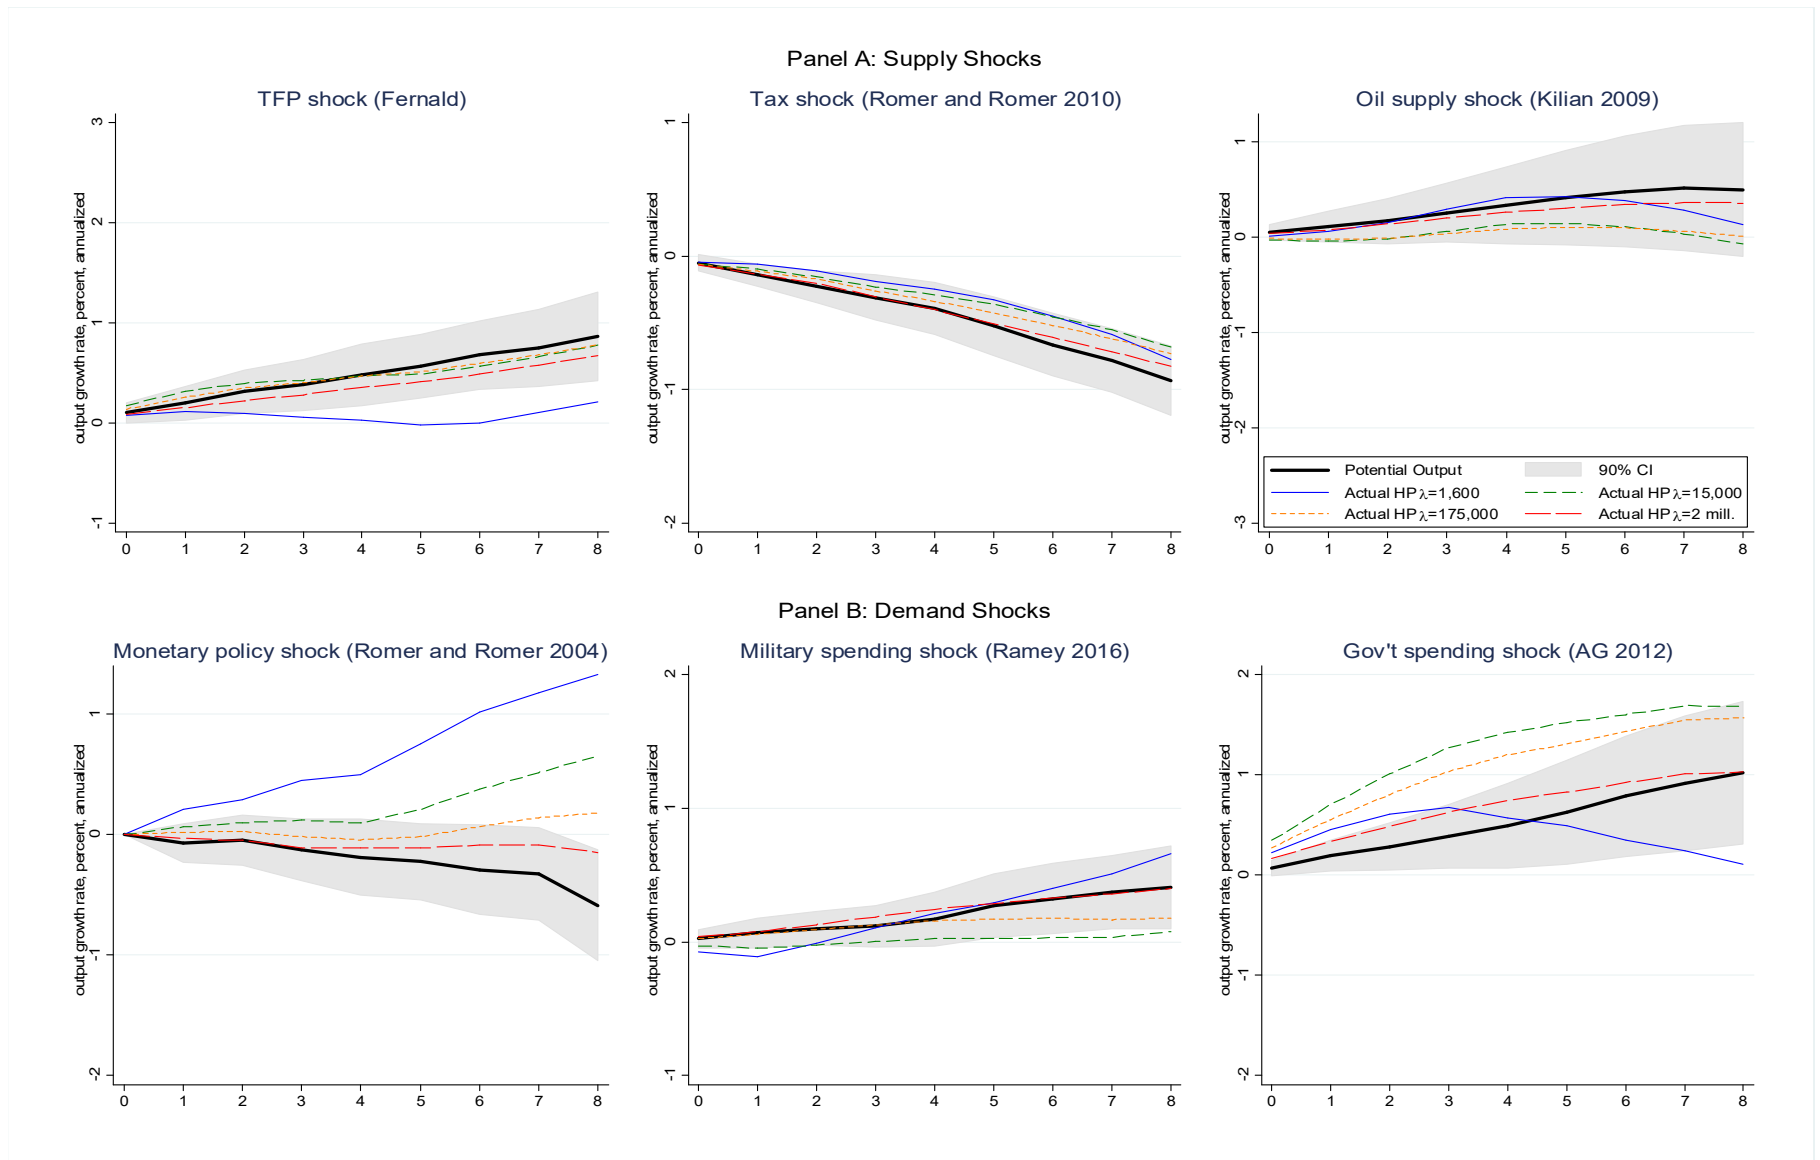 Panel A: Supply Shocks
TFP shock (Fernald)
output growth rate, percent, annualized
3
2
1
0
-1
0 1 2 3 4 5 6 7 8
Tax shock (Romer and Romer 2010)
output growth rate, percent, annualized
1
0
-1
-2
0 1 2 3 4 5 6 7 8
Oil supply shock (Kilian 2009)
output growth rate, percent, annualized
1
0
-1
-2
-3
Potential Output 90% CI
Actual HP λ=1,600 Actual HP λ=15,000
Actual HP λ=175,000 Actual HP λ=2 mill.
0 1 2 3 4 5 6 7 8
Panel B: Demand Shocks
Monetary policy shock (Romer and Romer 2004)
output growth rate, percent, annualized
1
0
-1
-2
0 1 2 3 4 5 6 7 8
Military spending shock (Ramey 2016)
output growth rate, percent, annualized
2
1
0
-1
0 1 2 3 4 5 6 7 8
Gov't spending shock (AG 2012)
output growth rate, percent, annualized
2
1
0
-1
-2
0 1 2 3 4 5 6 7 8